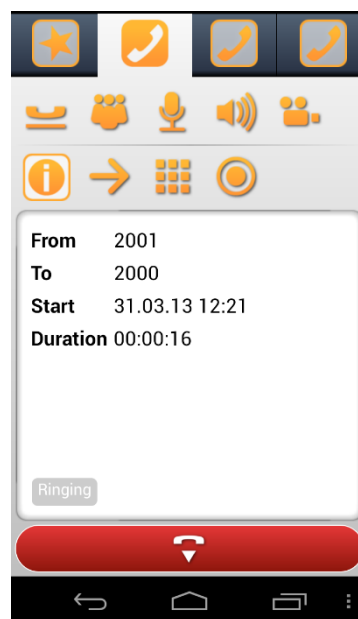 From 2001
To 2000
Start 31.03.13 12:21
Duration 00:00:16
Ringing